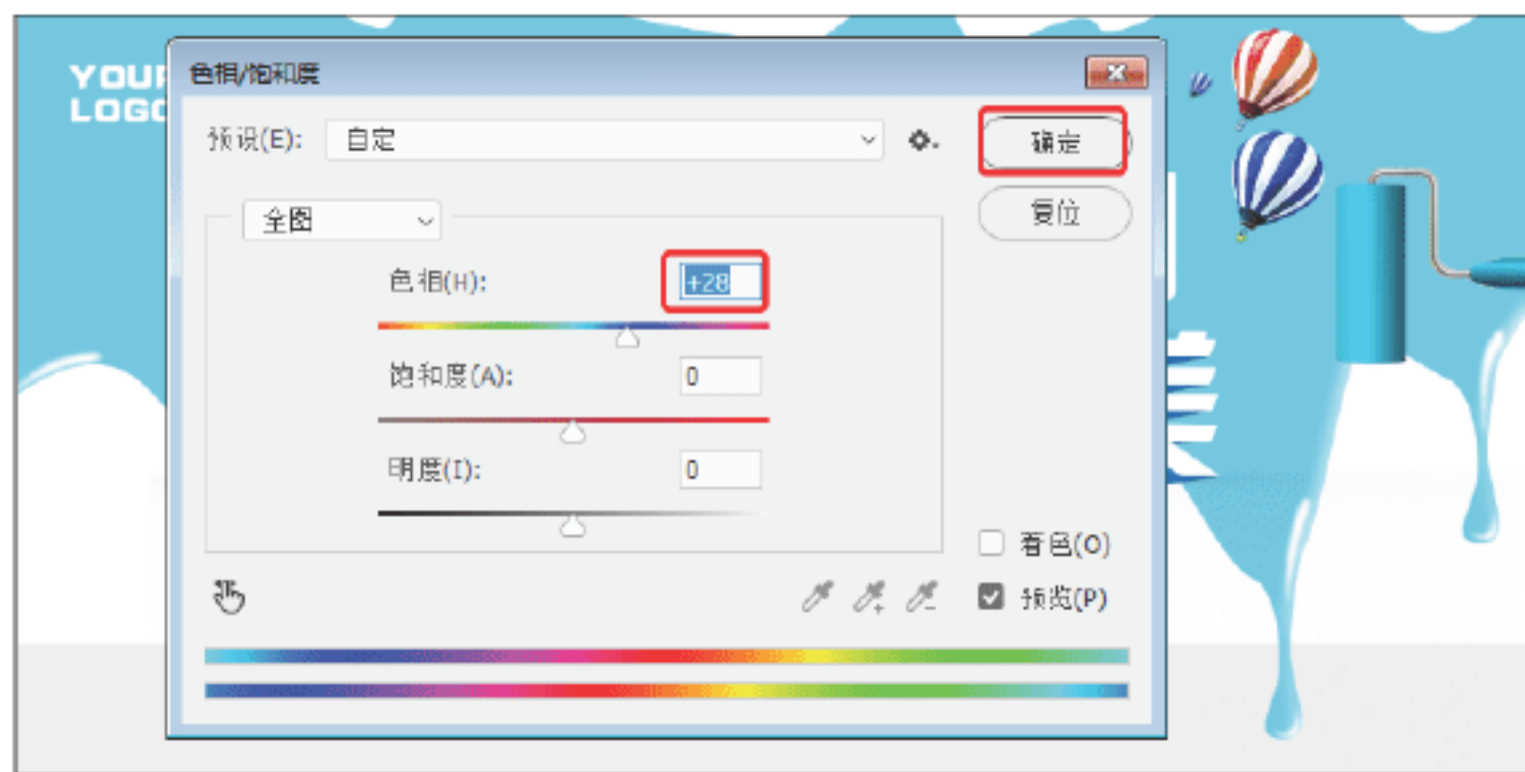 YOUR
LOGO
色相/饱和度
预设(E): 自定
确定
复位
全图
色相(H): +28
饱和度(A): 0
明度(I): 0
着色(O)
预览(P)